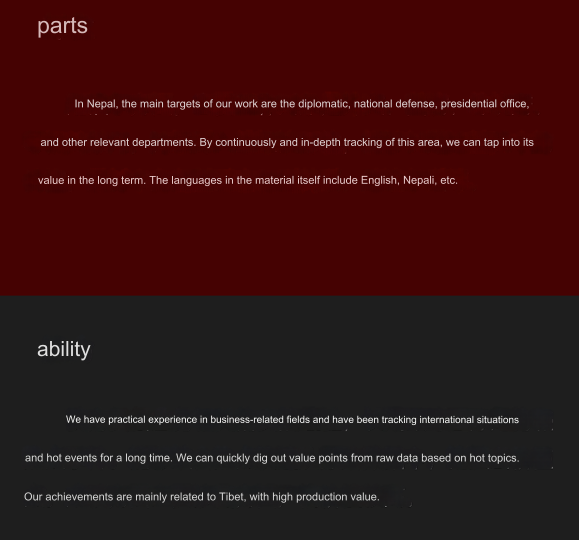 parts
In Nepal, the main targets of our work are the diplomatic, national defense, presidential office,
and other relevant departments. By continuously and in-depth tracking of this area, we can tap into its
value in the long term. The languages in the material itself include English, Nepali, etc.
ability
We have practical experience in business-related fields and have been tracking international situations
and hot events for a long time. We can quickly dig out value points from raw data based on hot topics.
Our achievements are mainly related to Tibet, with high production value.